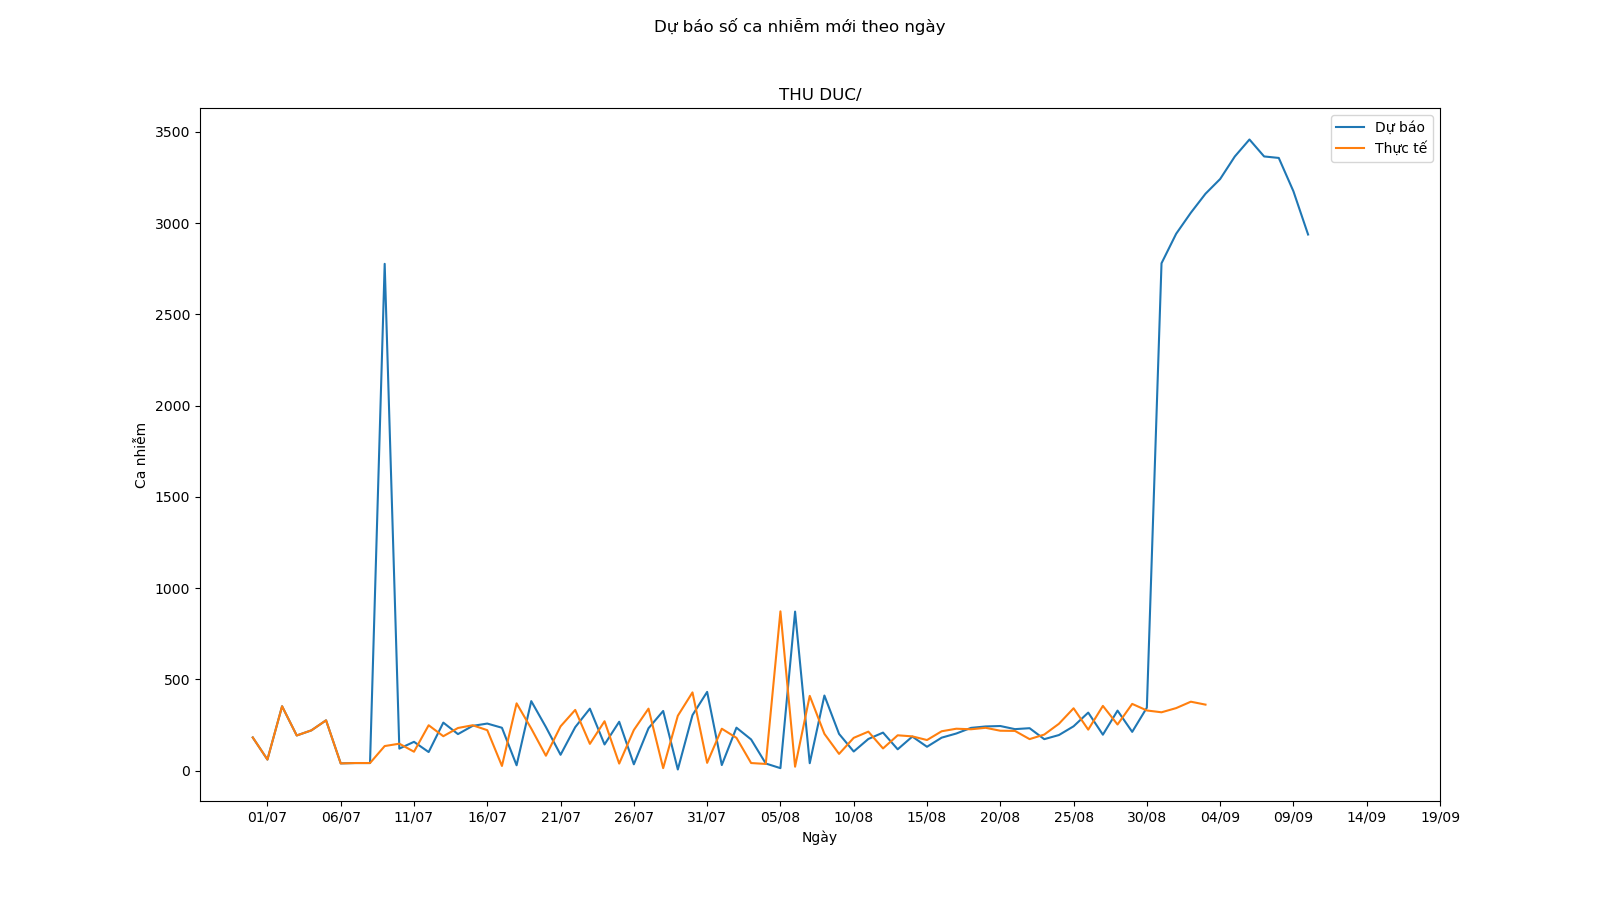 Dự báo số ca nhiễm mới theo ngày
THU DUC/
Dự báo
Thực tế
3500
3000
2500
2000
1500
1000
500
0
Ca nhiễm
01/07 06/07 11/07 16/07 21/07 26/07 31/07 05/08 10/08 15/08 20/08 25/08 30/08 04/09 09/09 14/09 19/09
Ngày